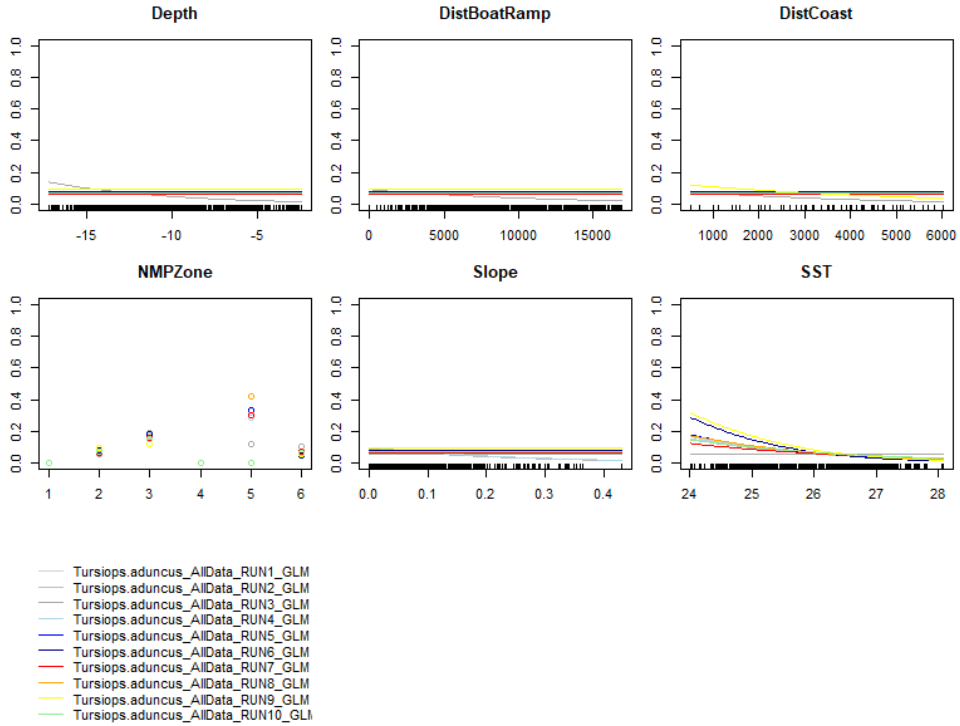 Depth DistBoatRamp DistCoast
0.0 0.2 0.4 0.6 0.8 1.0 0.0 0.2 0.4 0.6 0.8 1.0 0.0 0.2 0.4 0.6 0.8 1.0
-15 -10 -5 0 5000 10000 15000 1000 2000 3000 4000 5000 6000
NMPZone Slope SST
0.0 0.2 0.4 0.6 0.8 1.0 0.0 0.2 0.4 0.6 0.8 1.0 0.0 0.2 0.4 0.6 0.8 1.0
1 2 3 4 5 6 0.0 0.1 0.2 0.3 0.4 24 25 26 27 28
Tursiops.aduncus_AllData_RUN1_GLM
Tursiops.aduncus_AllData_RUN2_GLM
Tursiops.aduncus_AllData_RUN3_GLM
Tursiops.aduncus_AllData_RUN4_GLM
Tursiops.aduncus_AllData_RUN5_GLM
Tursiops.aduncus_AllData_RUN6_GLM
Tursiops.aduncus_AllData_RUN7_GLM
Tursiops.aduncus_AllData_RUN8_GLM
Tursiops.aduncus_AllData_RUN9_GLM
Tursiops.aduncus_AllData_RUN10_GLM